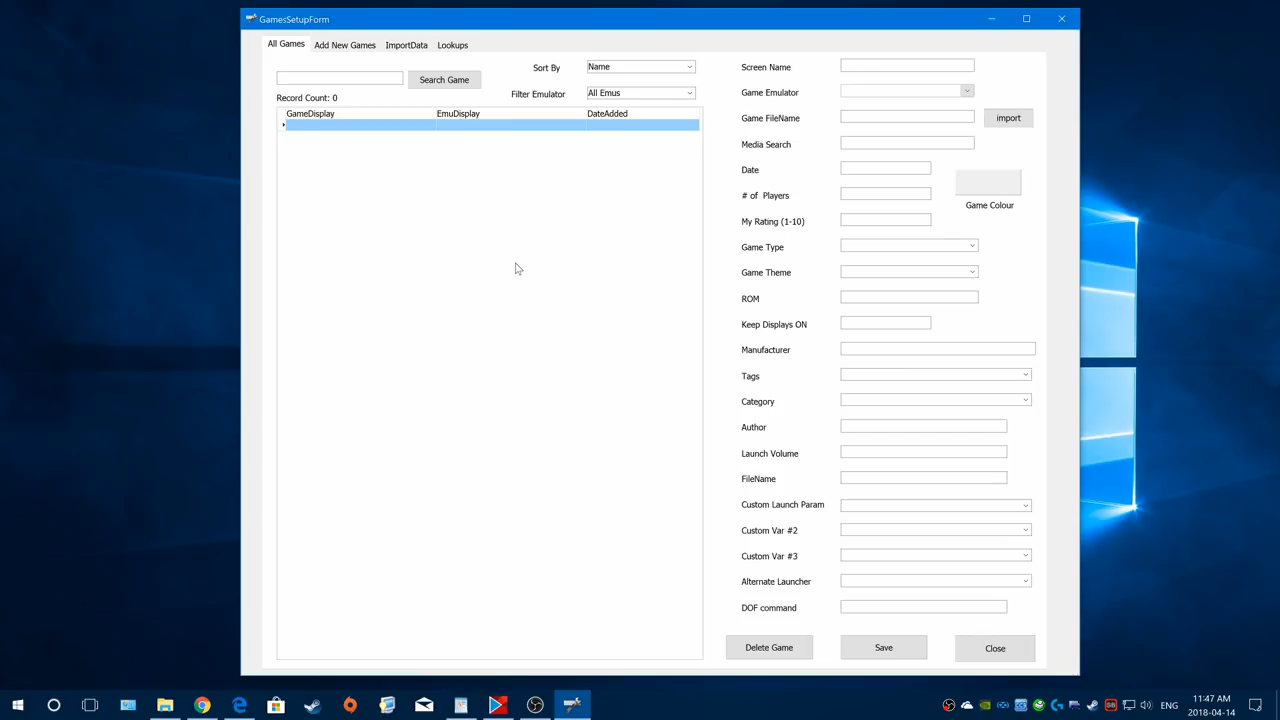 GamesSetupForm
All Games Add New Games ImportData Lookups
Search Game
Sort By Name
Filter Emulator All Emus
Record Count: 0
GameDisplay EmuDisplay DateAdded
Screen Name
Game Emulator
Game FileName import
Media Search
Date
# of Players
Game Colour
My Rating (1-10)
Game Type
Game Theme
ROM
Keep Displays ON
Manufacturer
Tags
Category
Author
Launch Volume
FileName
Custom Launch Param
Custom Var #2
Custom Var #3
Alternate Launcher
DOF command
Delete Game Save Close
ENG
11:47 AM
2018-04-14